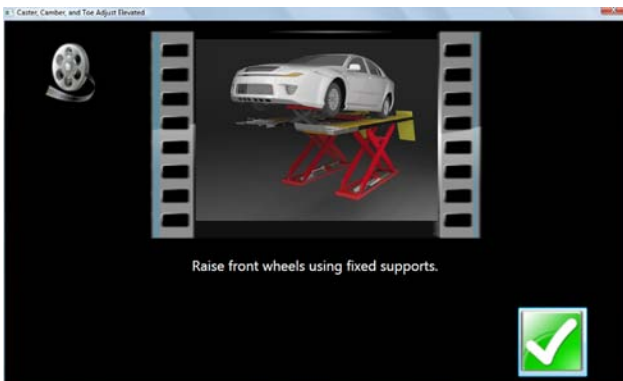 Caster, Camber, and Toe Adjust Elevated
Raise front wheels using fixed supports.